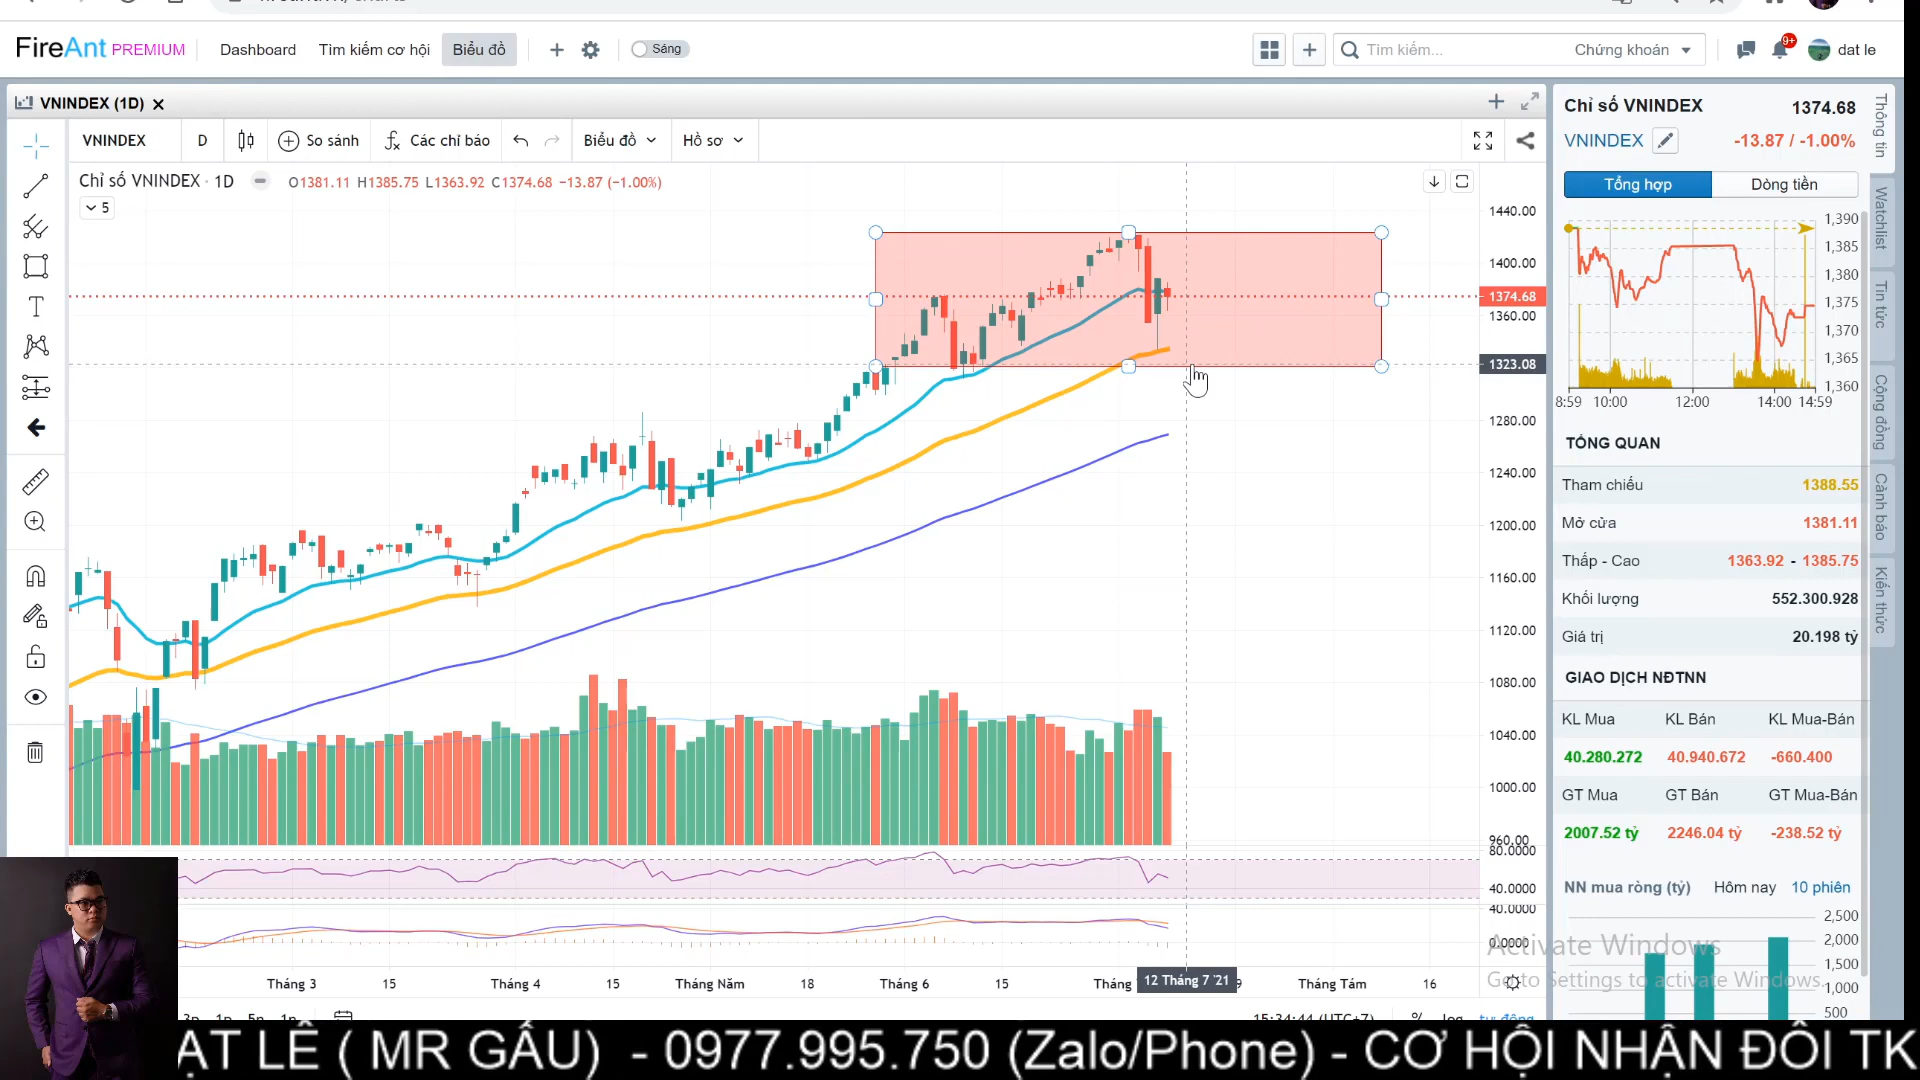 FireAnt PREMIUM
Dashboard
Tìm kiếm cơ hội
Biểu đồ
Sáng
Tìm kiếm...
Chứng khoán
9+
dat le
VNINDEX (1D)
VNINDEX
D
So sánh
Các chỉ báo
Biểu đồ
Hồ sơ
Chỉ số VNINDEX · 1D
O1381.11 H1385.75 L1363.92 C1374.68 −13.87 (−1.00%)
5
1440.00
1400.00
1374.68
1360.00
1323.08
1280.00
1240.00
1200.00
1160.00
1120.00
1080.00
1040.00
1000.00
960.00
80.0000
40.0000
40.0000
0.0000
Tháng 3
15
Tháng 4
15
Tháng Năm
18
Tháng 6
15
Tháng
12 Tháng 7 '21
Tháng Tám
16
15:34:44 (UTC+7)
%
log
tự động
Chỉ số VNINDEX
1374.68
VNINDEX
-13.87 / -1.00%
Tổng hợp
Dòng tiền
1,390
1,385
1,380
1,375
1,370
1,365
1,360
8:59 10:00 12:00 14:00 14:59
TỔNG QUAN
Tham chiếu 1388.55
Mở cửa 1381.11
Thấp - Cao 1363.92 - 1385.75
Khối lượng 552.300.928
Giá trị 20.198 tỷ
GIAO DỊCH NĐTNN
KL Mua KL Bán KL Mua-Bán
40.280.272 40.940.672 -660.400
GT Mua GT Bán GT Mua-Bán
2007.52 tỷ 2246.04 tỷ -238.52 tỷ
NN mua ròng (tỷ) Hôm nay 10 phiên
2,500
2,000
1,500
1,000
500
Thông tin
Watchlist
Tin tức
Cộng đồng
Cảnh báo
Kiến thức
Activate Windows
Go to Settings to activate Windows.
ẠT LÊ ( MR GẤU) - 0977.995.750 (Zalo/Phone) - CƠ HỘI NHẬN ĐÔI TK